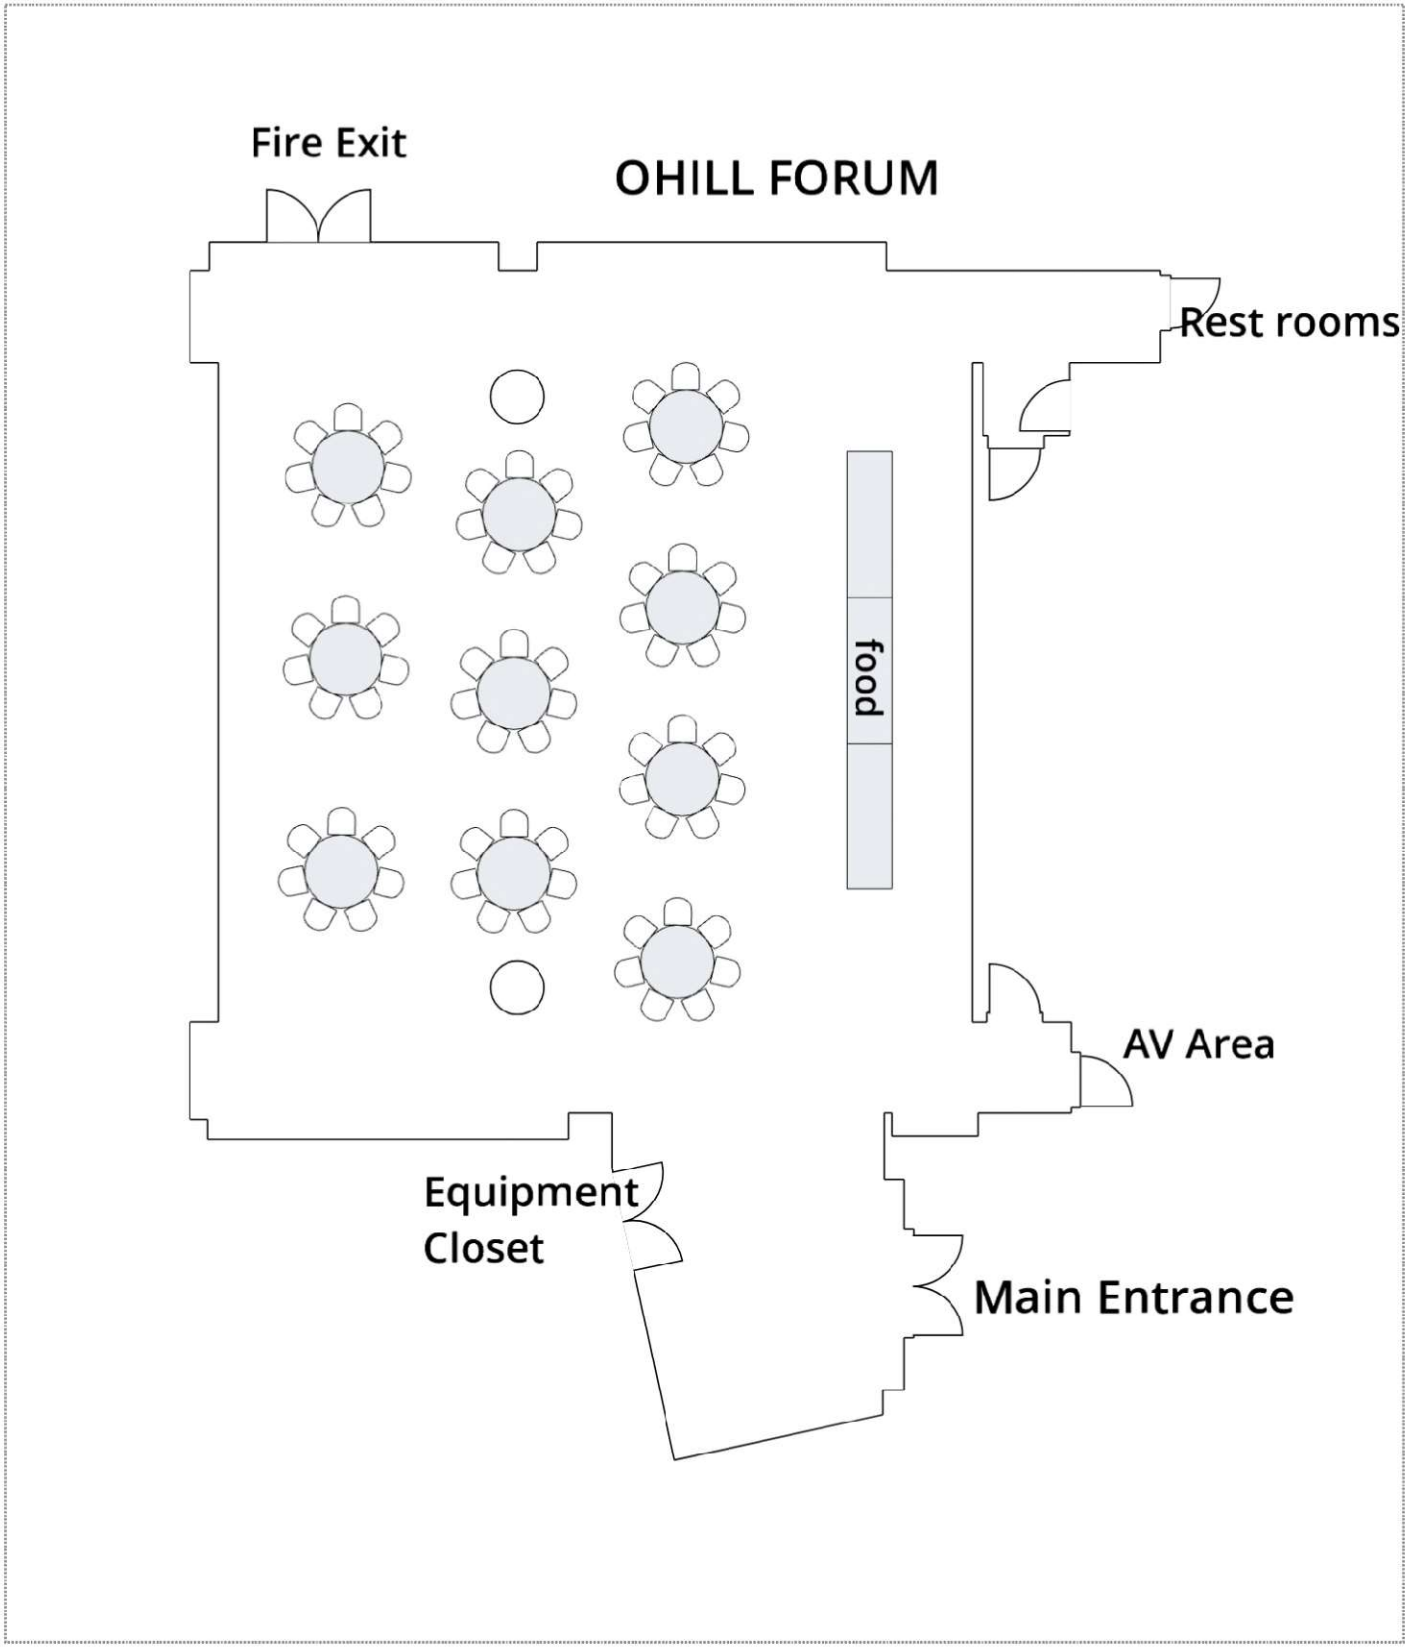 Fire Exit
OHILL FORUM
Rest rooms
food
AV Area
Equipment
Closet
Main Entrance